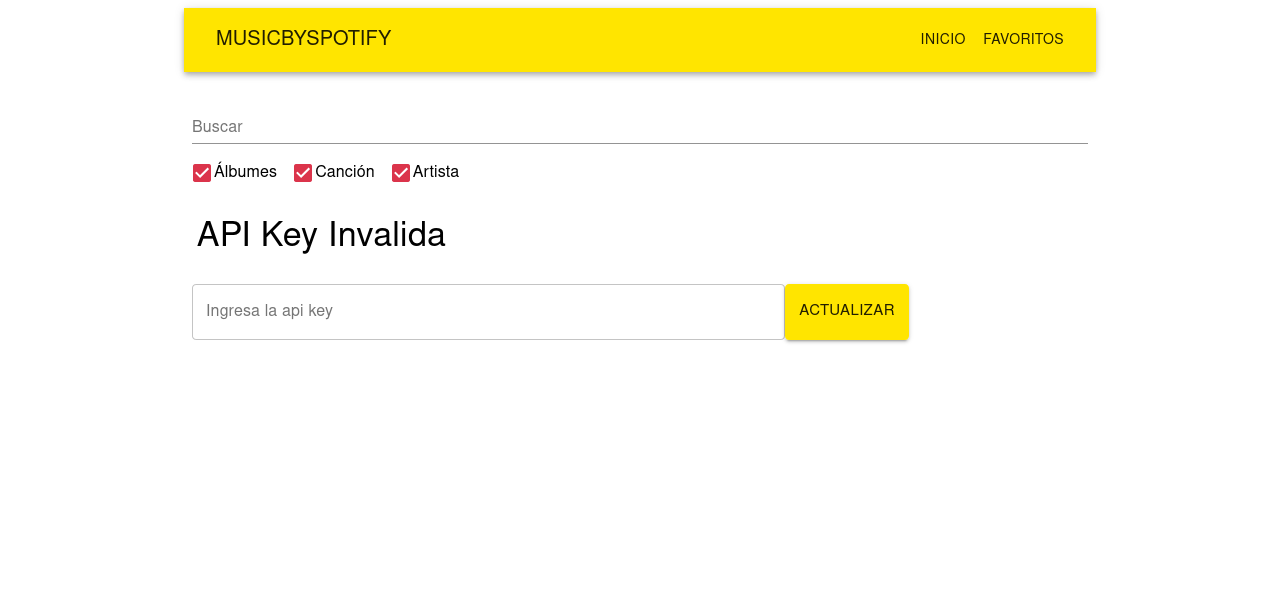 MUSICBYSPOTIFY INICIO FAVORITOS
Buscar
Álbumes Canción Artista
API Key Invalida
Ingresa la api key ACTUALIZAR